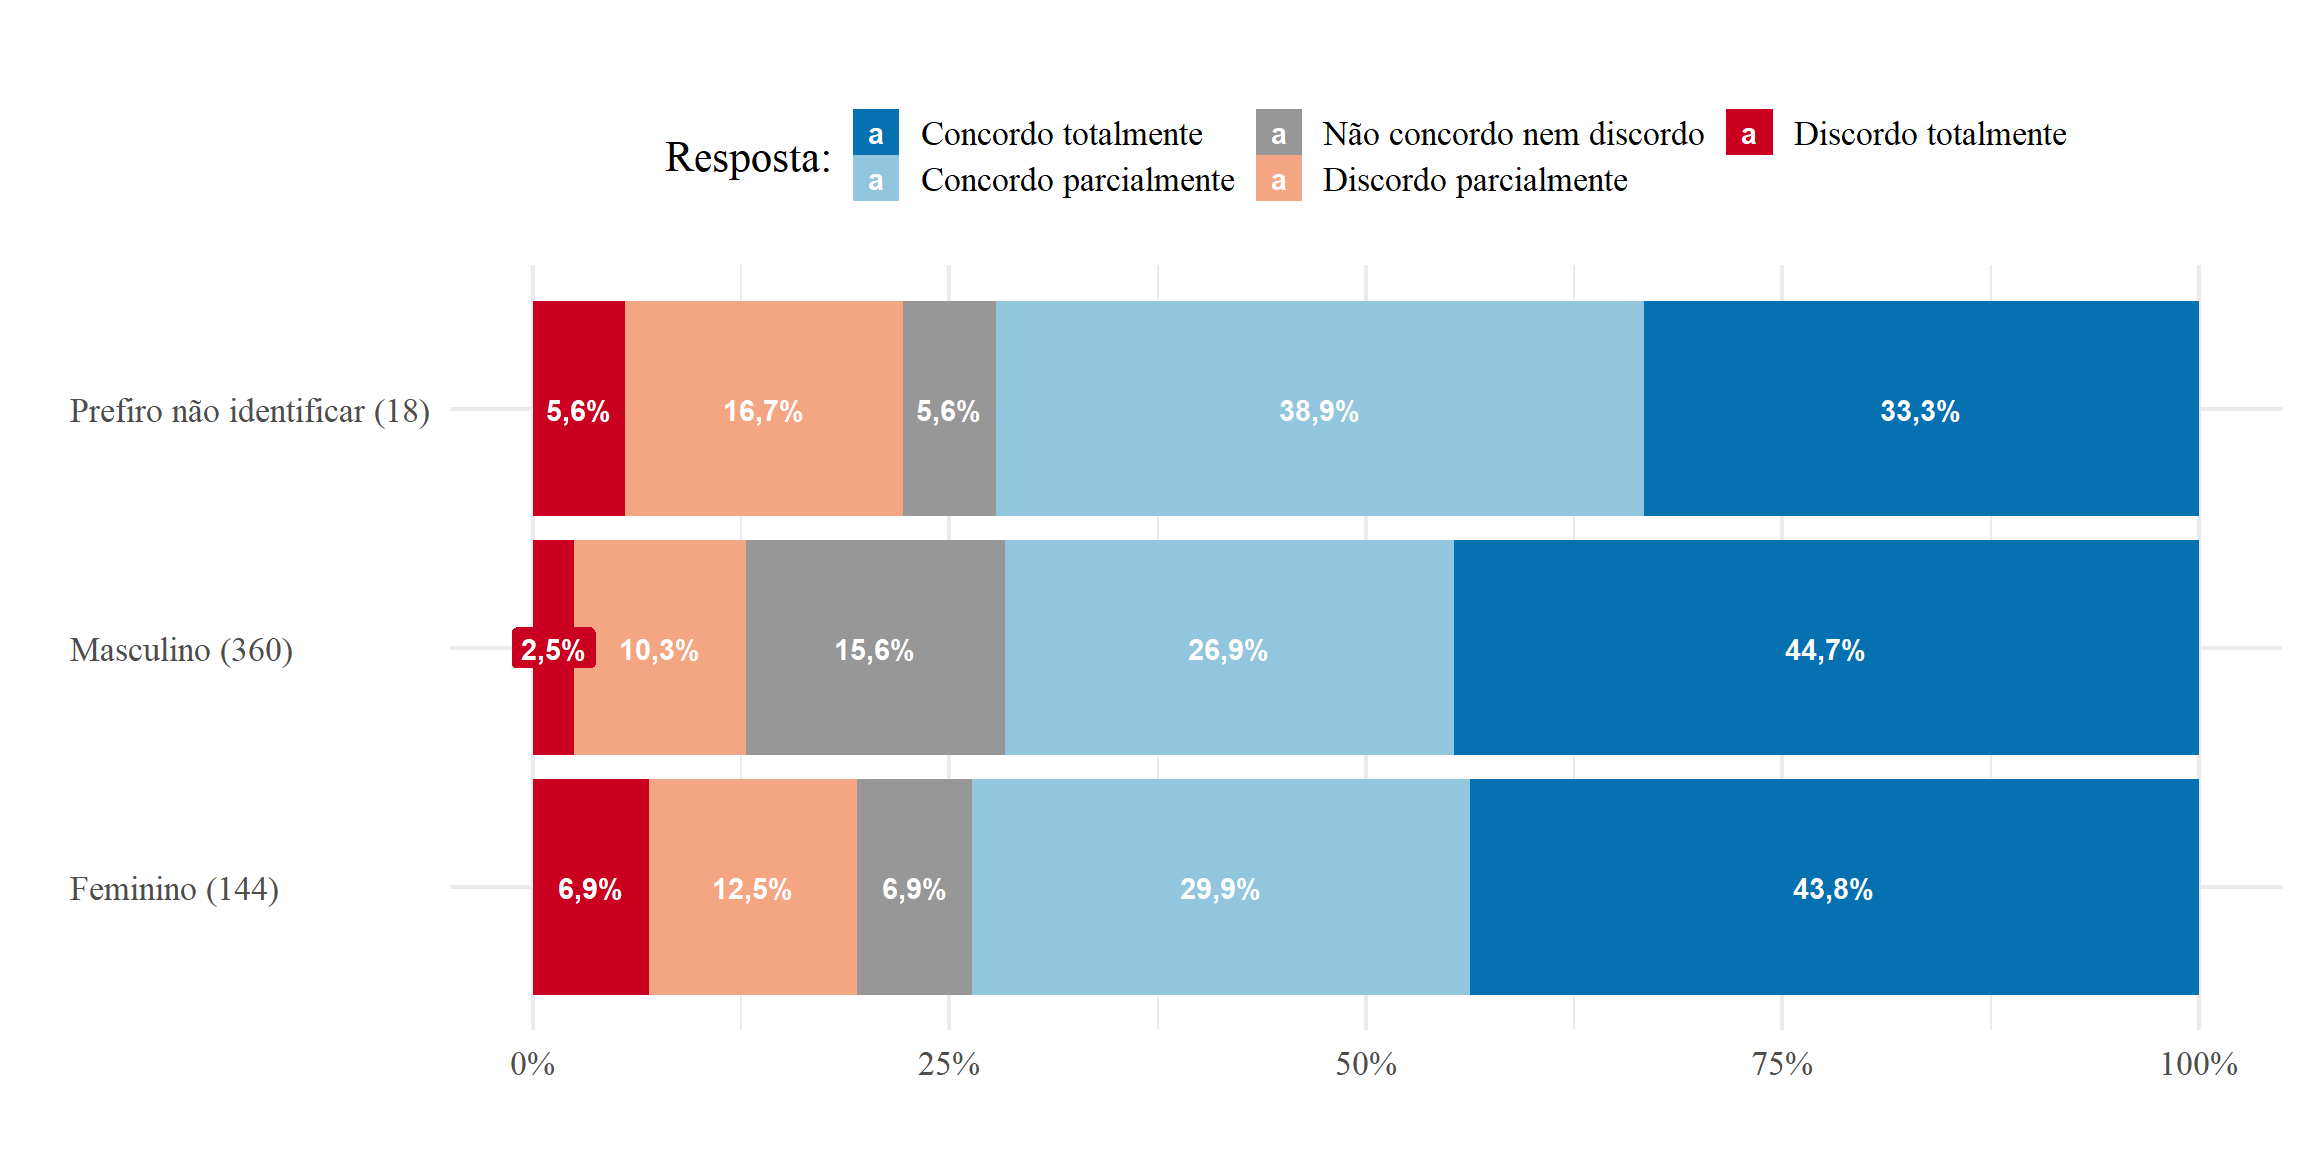 Resposta:
a Concordo totalmente
a Concordo parcialmente
a Não concordo nem discordo
a Discordo parcialmente
a Discordo totalmente
Prefiro não identificar (18)
5,6% 16,7% 5,6% 38,9% 33,3%
Masculino (360)
2,5% 10,3% 15,6% 26,9% 44,7%
Feminino (144)
6,9% 12,5% 6,9% 29,9% 43,8%
0% 25% 50% 75% 100%